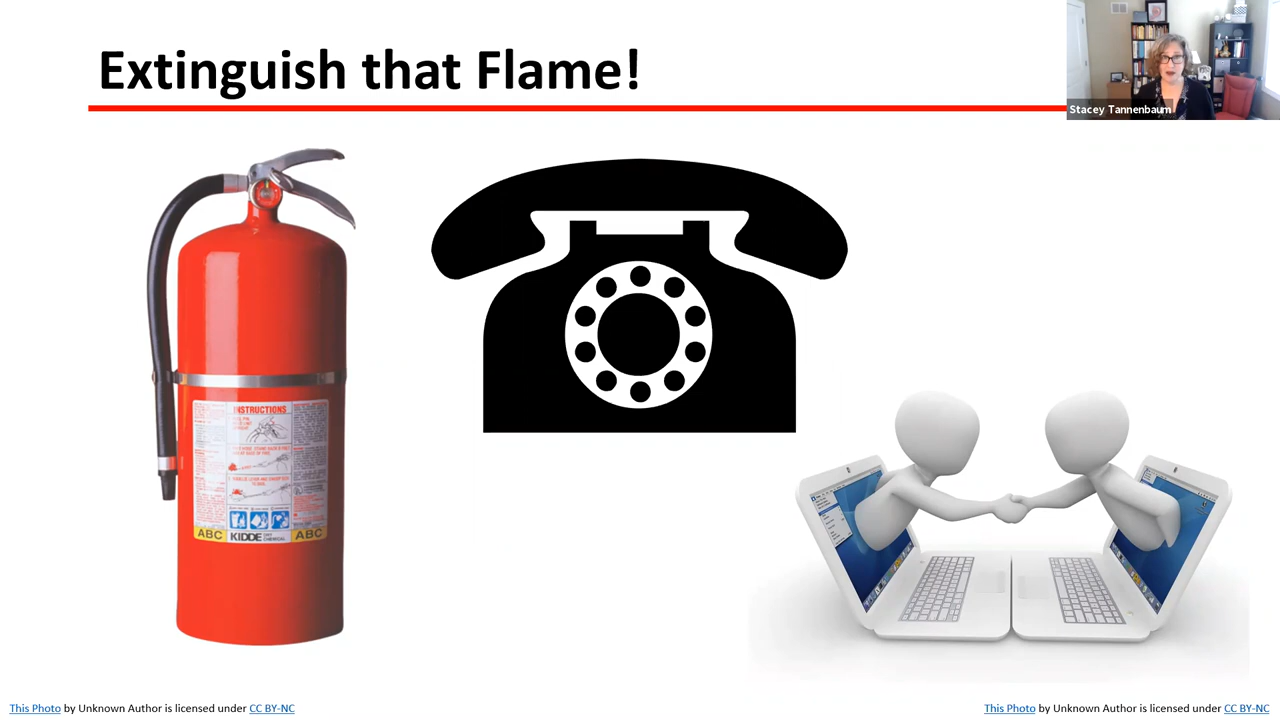 Extinguish that Flame!
Stacey Tannenbaum
INSTRUCTIONS
ABC
KIDDE
ABC
This Photo by Unknown Author is licensed under CC BY-NC
This Photo by Unknown Author is licensed under CC BY-NC